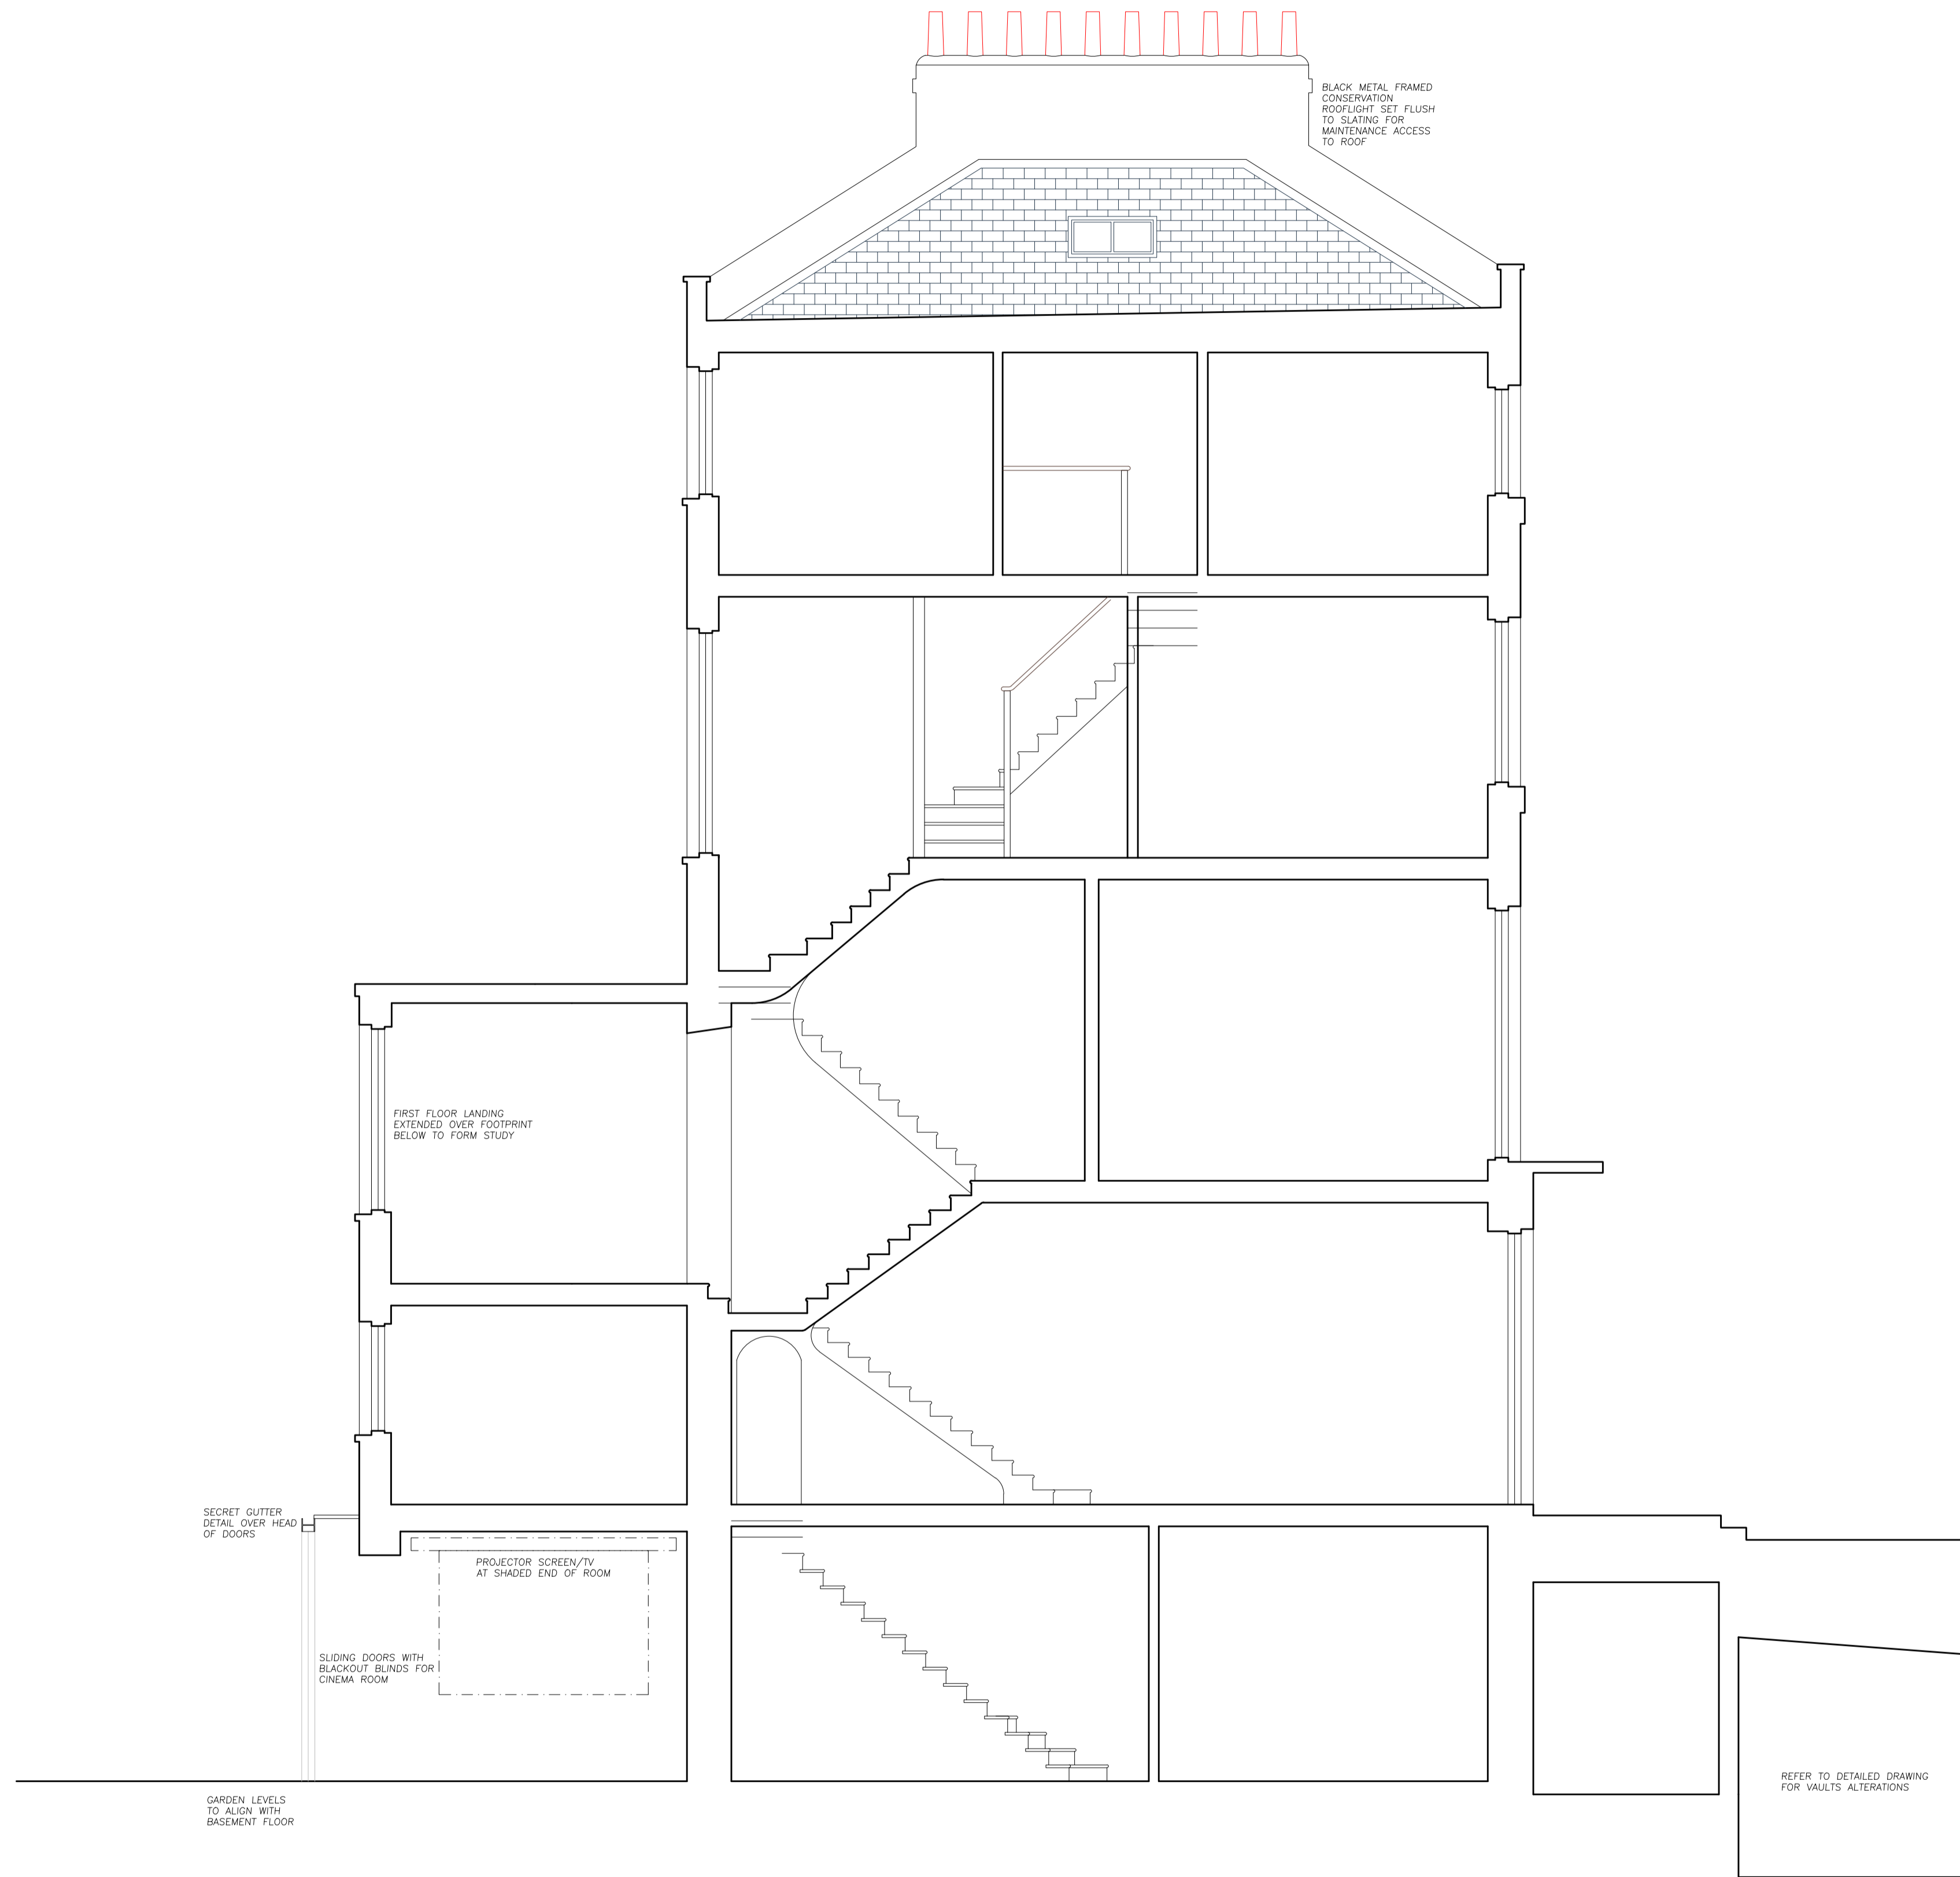 BLACK METAL FRAMED
CONSERVATION
ROOFLIGHT SET FLUSH
TO SLATING FOR
MAINTENANCE ACCESS
TO ROOF
FIRST FLOOR LANDING
EXTENDED OVER FOOTPRINT
BELOW TO FORM STUDY
SECRET GUTTER
DETAIL OVER HEAD
OF DOORS
PROJECTOR SCREEN/TV
AT SHADED END OF ROOM
SLIDING DOORS WITH
BLACKOUT BLINDS FOR
CINEMA ROOM
REFER TO DETAILED DRAWING
FOR VAULTS ALTERATIONS
GARDEN LEVELS
TO ALIGN WITH
BASEMENT FLOOR